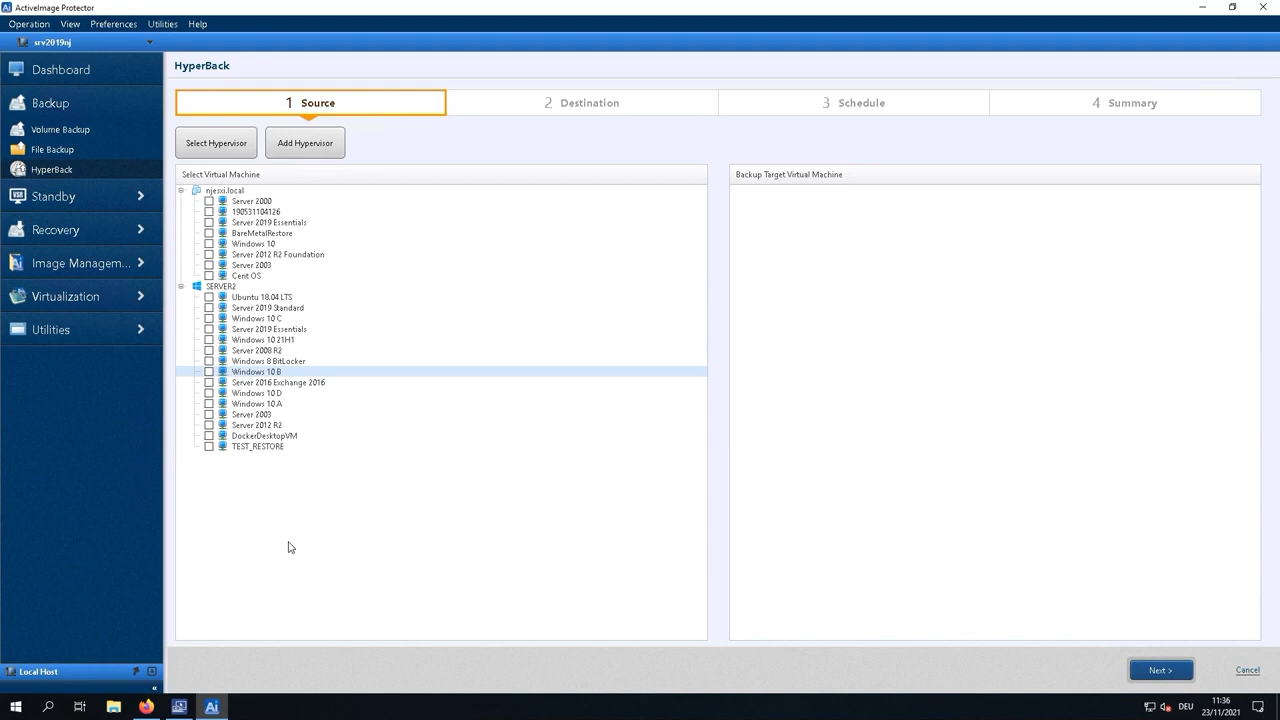 ActiveImage Protector
Operation View Preferences Utilities Help
srv2019nj
Dashboard
Backup
Volume Backup
File Backup
HyperBack
Standby
Recovery
Image Managem...
Virtualization
Utilities
Local Host
HyperBack
1 Source
2 Destination
3 Schedule
4 Summary
Select Hypervisor
Add Hypervisor
Select Virtual Machine
njesxi.local
Server 2000
190531104126
Server 2019 Essentials
BareMetalRestore
Windows 10
Server 2012 R2 Foundation
Server 2003
Cent OS
SERVER2
Ubuntu 18.04 LTS
Server 2019 Standard
Windows 10 C
Server 2019 Essentials
Windows 10 21H1
Server 2008 R2
Windows 8 BitLocker
Windows 10 B
Server 2016 Exchange 2016
Windows 10 D
Windows 10 A
Server 2003
Server 2012 R2
DockerDesktopVM
TEST_RESTORE
Backup Target Virtual Machine
Next >
Cancel
Ai
DEU
11:36
23/11/2021